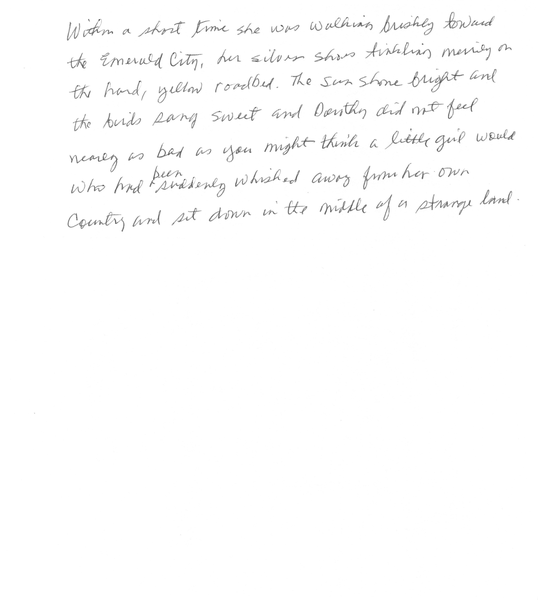 Within a short time she was walking briskly toward
the Emerald City, her silver shoes tinkling merrily on
the hard, yellow roadbed. The sun shone bright and
the birds sang sweet and Dorothy did not feel
nearly as bad as you might think a little girl would
who had been suddenly whisked away from her own
Country and sit down in the middle of a strange land.